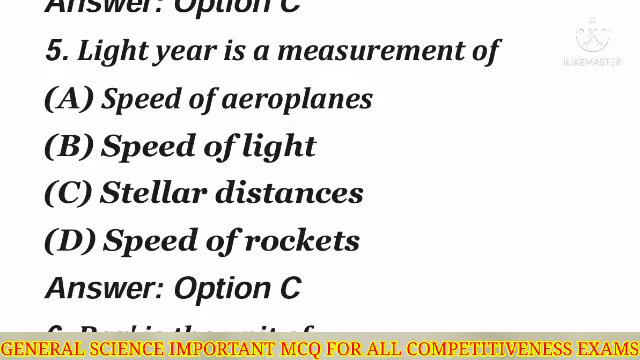 Answer: Option C
5. Light year is a measurement of
KINEMASTER
(A) Speed of aeroplanes
(B) Speed of light
(C) Stellar distances
(D) Speed of rockets
Answer: Option C
GENERAL SCIENCE IMPORTANT MCQ FOR ALL COMPETITIVENESS EXAMS